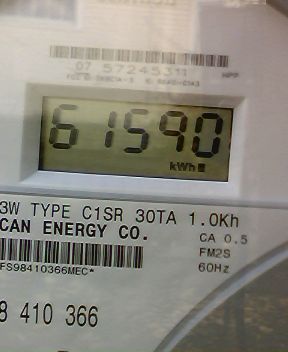 07 57245311
61590
kWh
3W TYPE C1SR 30TA 1.0Kh
CAN ENERGY CO. CA 0.5
FM2S
FS98410366MEC* 60Hz
8 410 366